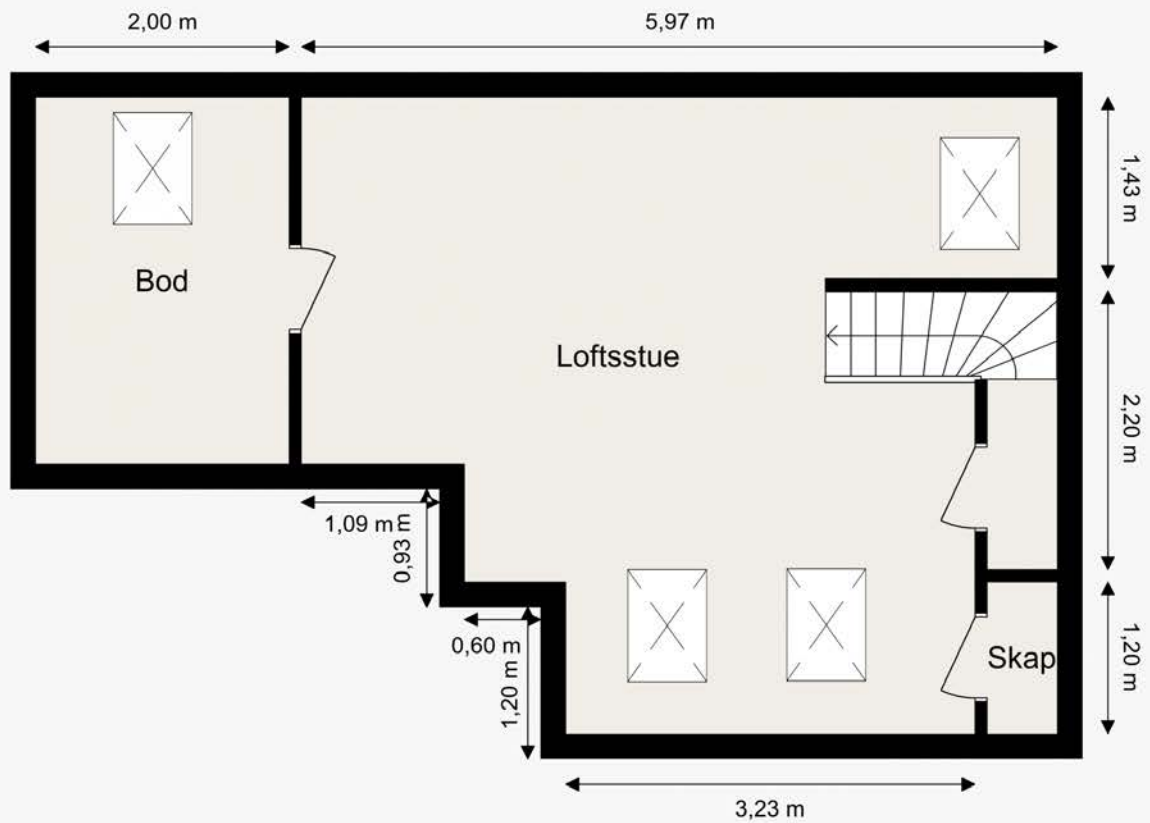 2,00 m
5,97 m
1,43 m
Bod
Loftsstue
2,20 m
1,09 m
0,93 m
0,60 m
1,20 m
Skap
1,20 m
3,23 m